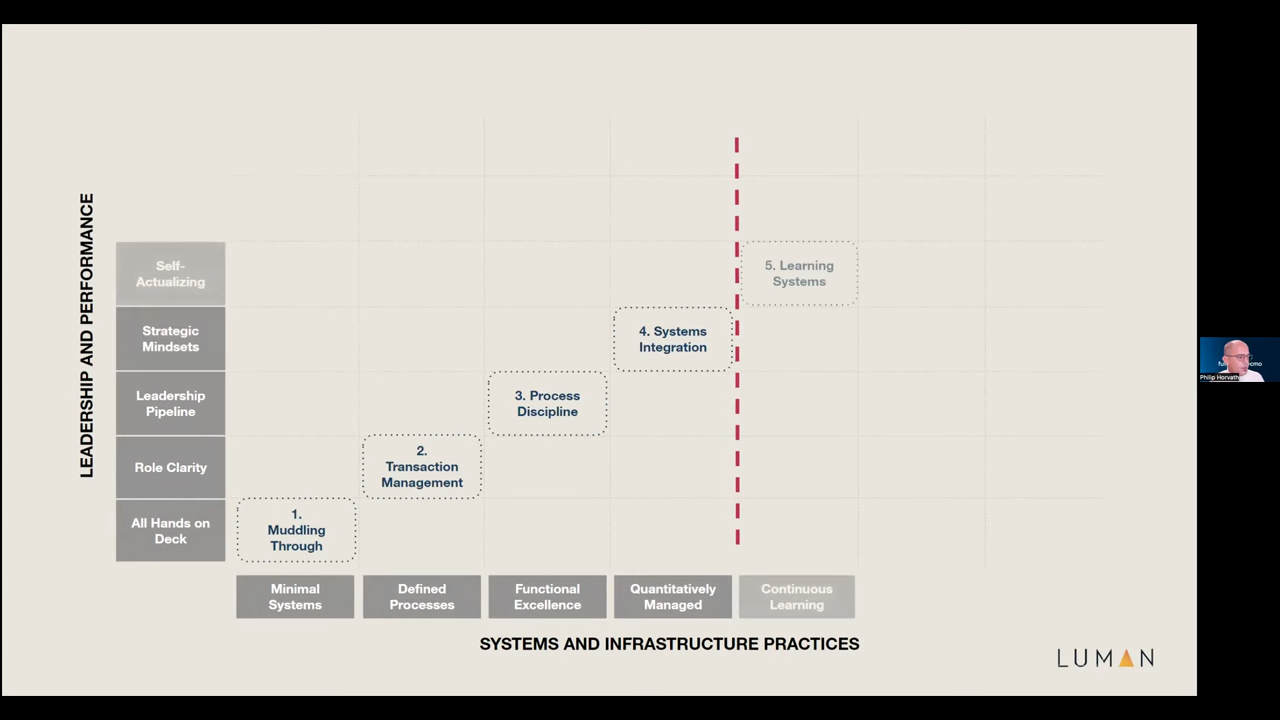 LEADERSHIP AND PERFORMANCE
Self-
Actualizing
Strategic
Mindsets
Leadership
Pipeline
Role Clarity
All Hands on
Deck
5. Learning
Systems
4. Systems
Integration
3. Process
Discipline
2.
Transaction
Management
1.
Muddling
Through
Minimal
Systems
Defined
Processes
Functional
Excellence
Quantitatively
Managed
Continuous
Learning
SYSTEMS AND INFRASTRUCTURE PRACTICES
LUMAN
Philip Horvath